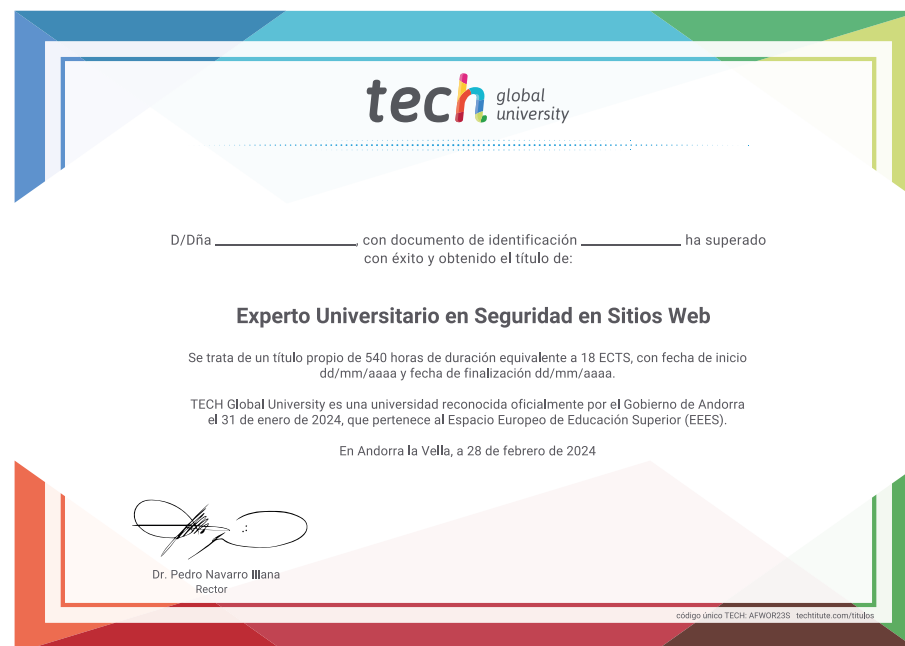 tech global university
D/Dña ____________________, con documento de identificación ______________ ha superado
con éxito y obtenido el título de:
Experto Universitario en Seguridad en Sitios Web
Se trata de un título propio de 540 horas de duración equivalente a 18 ECTS, con fecha de inicio
dd/mm/aaaa y fecha de finalización dd/mm/aaaa.
TECH Global University es una universidad reconocida oficialmente por el Gobierno de Andorra
el 31 de enero de 2024, que pertenece al Espacio Europeo de Educación Superior (EEES).
En Andorra la Vella, a 28 de febrero de 2024
Dr. Pedro Navarro Illana
Rector
código único TECH: AFWOR23S techtitute.com/titulos